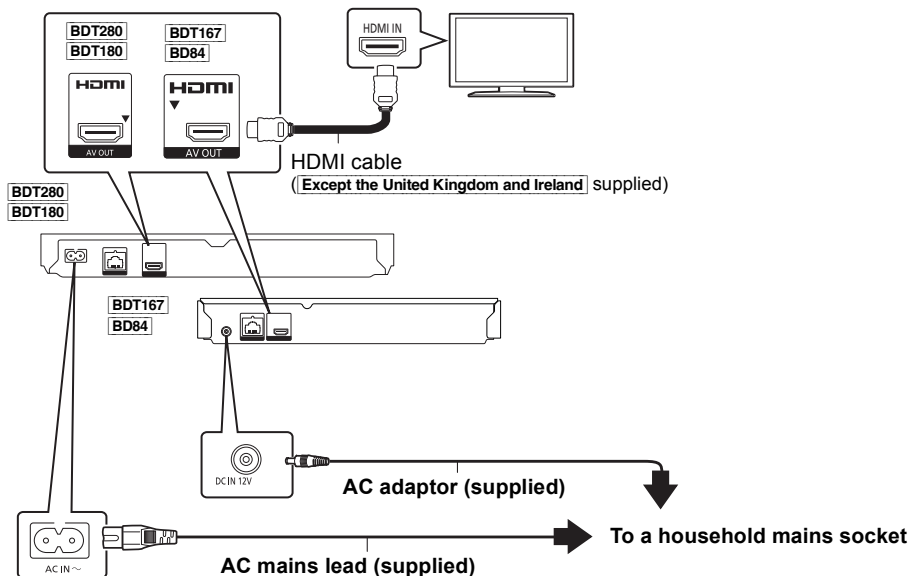 BDT280
BDT180
BDT167
BD84
HDMI
AV OUT
HDMI
AV OUT
HDMI IN
HDMI cable
(Except the United Kingdom and Ireland supplied)
BDT280
BDT180
BDT167
BD84
DC IN 12V
AC adaptor (supplied)
To a household mains socket
AC IN ~
AC mains lead (supplied)